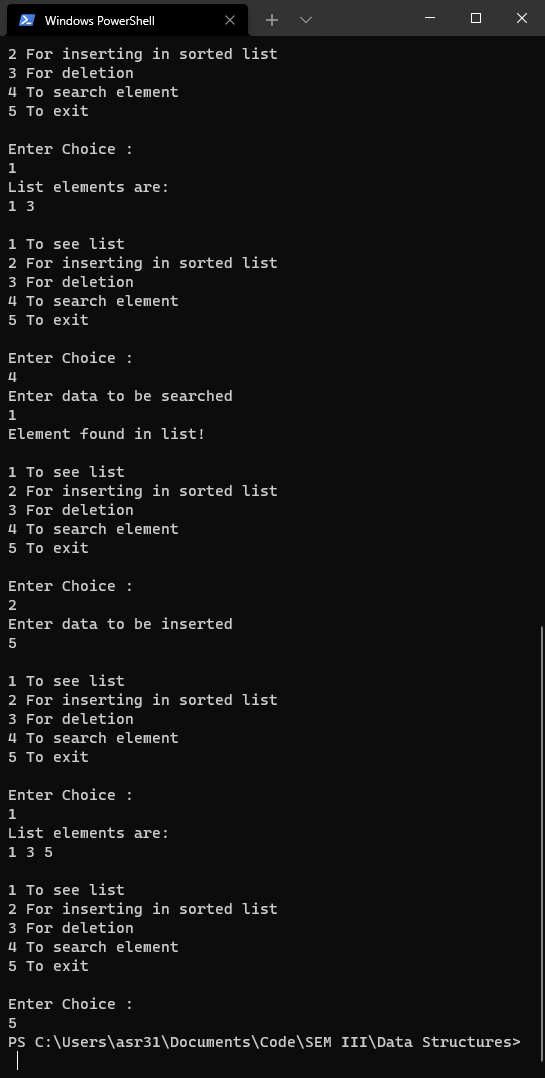 Windows PowerShell
2 For inserting in sorted list
3 For deletion
4 To search element
5 To exit
Enter Choice :
1
List elements are:
1 3
1 To see list
2 For inserting in sorted list
3 For deletion
4 To search element
5 To exit
Enter Choice :
4
Enter data to be searched
1
Element found in list!
1 To see list
2 For inserting in sorted list
3 For deletion
4 To search element
5 To exit
Enter Choice :
2
Enter data to be inserted
5
1 To see list
2 For inserting in sorted list
3 For deletion
4 To search element
5 To exit
Enter Choice :
1
List elements are:
1 3 5
1 To see list
2 For inserting in sorted list
3 For deletion
4 To search element
5 To exit
Enter Choice :
5
PS C:\Users\asr31\Documents\Code\SEM III\Data Structures>